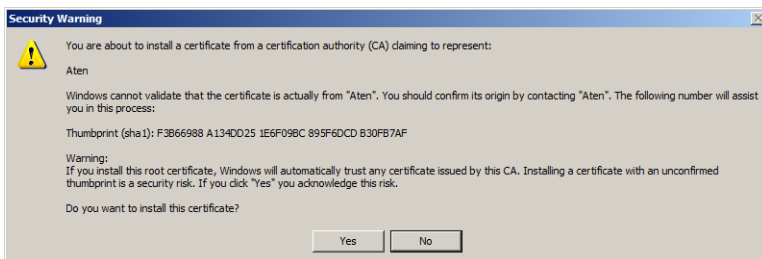 Security Warning
You are about to install a certificate from a certification authority (CA) claiming to represent:
Aten
Windows cannot validate that the certificate is actually from "Aten". You should confirm its origin by contacting "Aten". The following number will assist
you in this process:
Thumbprint (sha1): F3B66988 A134DD25 1E6F09BC 895F6DCD B30FB7AF
Warning:
If you install this root certificate, Windows will automatically trust any certificate issued by this CA. Installing a certificate with an unconfirmed
thumbprint is a security risk. If you click "Yes" you acknowledge this risk.
Do you want to install this certificate?
Yes
No